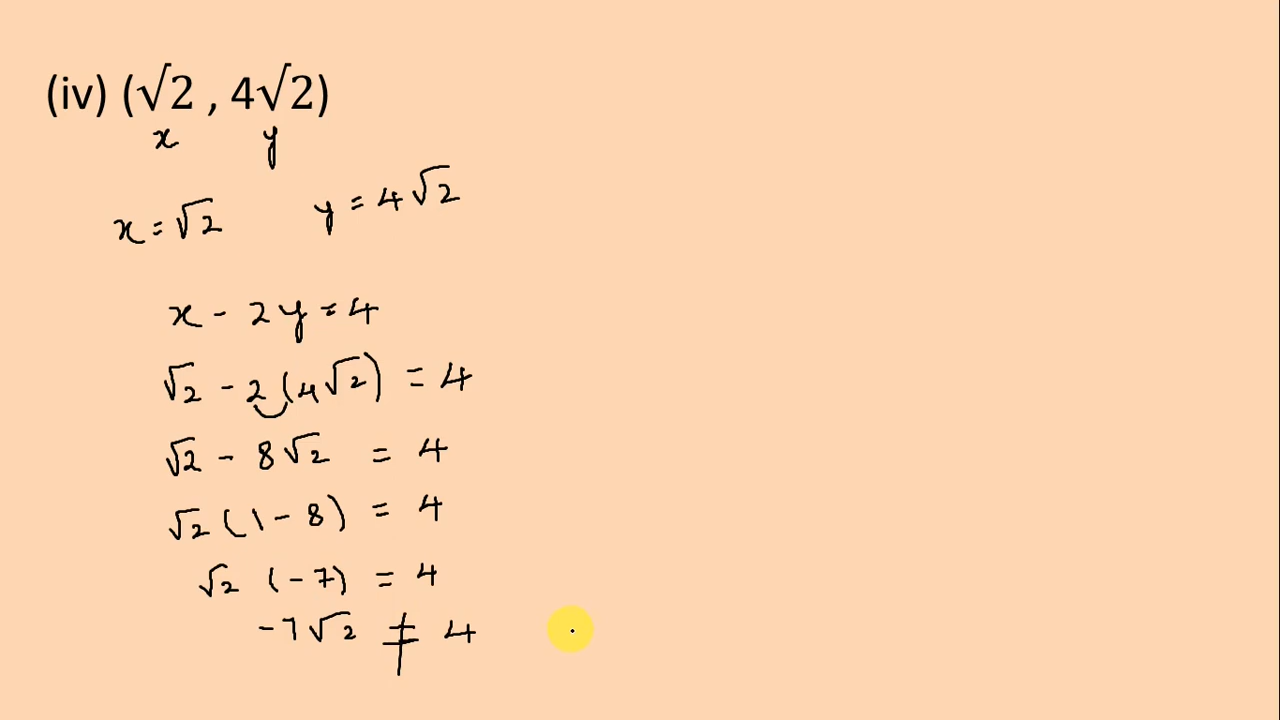 (iv) (√2 , 4√2)
x y
x = √2 y = 4√2
x - 2y = 4
√2 - 2(4√2) = 4
√2 - 8√2 = 4
√2 (1 - 8) = 4
√2 (-7) = 4
-7√2 ≠ 4